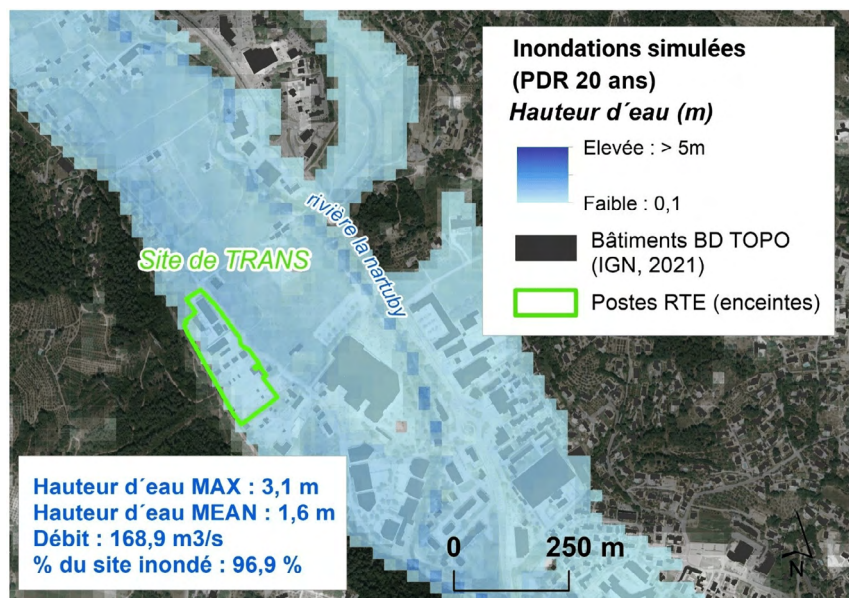 Inondations simulées
(PDR 20 ans)
Hauteur d´eau (m)
Elevée : > 5m
Faible : 0,1
Bâtiments BD TOPO
(IGN, 2021)
Postes RTE (enceintes)
rivière la nartuby
Site de TRANS
Hauteur d´eau MAX : 3,1 m
Hauteur d´eau MEAN : 1,6 m
Débit : 168,9 m3/s
% du site inondé : 96,9 %
0 250 m
N